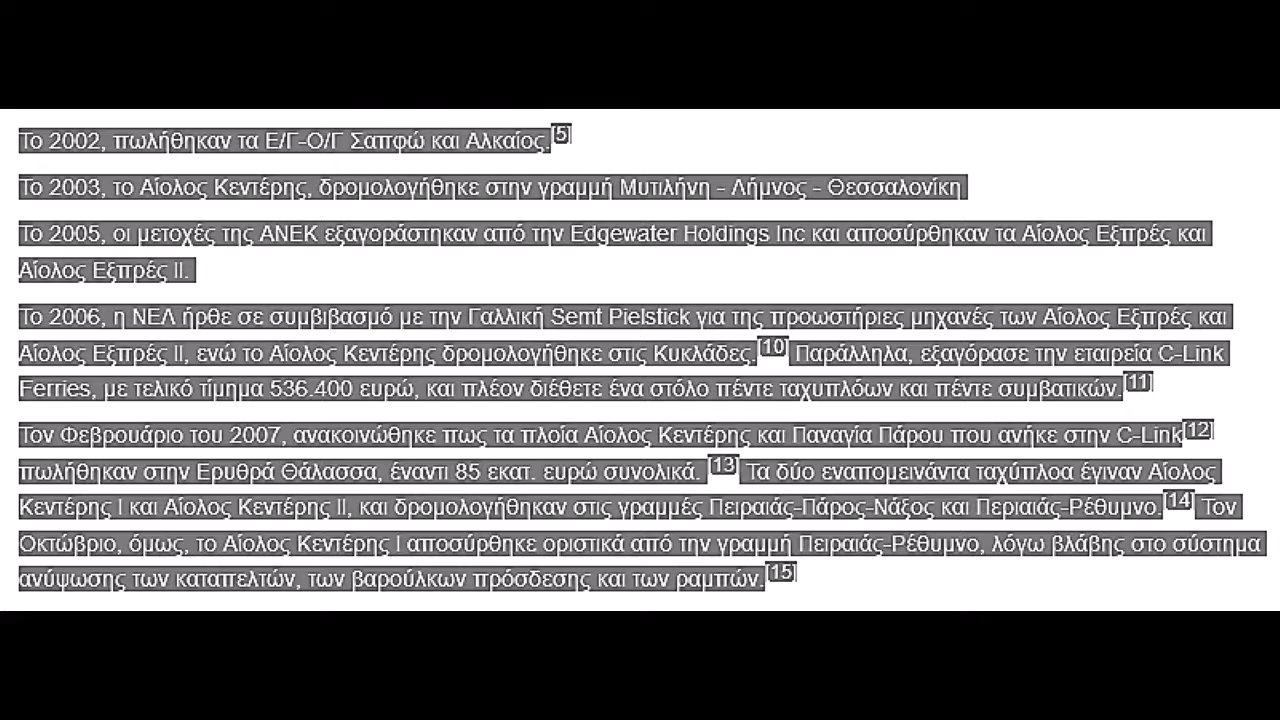 Το 2002, πωλήθηκαν τα Ε/Γ-Ο/Γ Σαπφώ και Αλκαίος.[5]
Το 2003, το Αίολος Κεντέρης, δρομολογήθηκε στην γραμμή Μυτιλήνη - Λήμνος - Θεσσαλονίκη
Το 2005, οι μετοχές της ΑΝΕΚ εξαγοράστηκαν από την Edgewater Holdings Inc και αποσύρθηκαν τα Αίολος Εξπρές και
Αίολος Εξπρές ΙΙ.
Το 2006, η ΝΕΛ ήρθε σε συμβιβασμό με την Γαλλική Semt Pielstick για της προωστήριες μηχανές των Αίολος Εξπρές και
Αίολος Εξπρές ΙΙ, ενώ το Αίολος Κεντέρης δρομολογήθηκε στις Κυκλάδες.[10] Παράλληλα, εξαγόρασε την εταιρεία C-Link
Ferries, με τελικό τίμημα 536.400 ευρώ, και πλέον διέθετε ένα στόλο πέντε ταχυπλόων και πέντε συμβατικών.[11]
Τον Φεβρουάριο του 2007, ανακοινώθηκε πως τα πλοία Αίολος Κεντέρης και Παναγία Πάρου που ανήκε στην C-Link[12]
πωλήθηκαν στην Ερυθρά Θάλασσα, έναντι 85 εκατ. ευρώ συνολικά. [13] Τα δύο εναπομεινάντα ταχύπλοα έγιναν Αίολος
Κεντέρης Ι και Αίολος Κεντέρης ΙΙ, και δρομολογήθηκαν στις γραμμές Πειραιάς-Πάρος-Νάξος και Περιαιάς-Ρέθυμνο.[14] Τον
Οκτώβριο, όμως, το Αίολος Κεντέρης Ι αποσύρθηκε οριστικά από την γραμμή Πειραιάς-Ρέθυμνο, λόγω βλάβης στο σύστημα
ανύψωσης των καταπελτών, των βαρούλκων πρόσδεσης και των ραμπών.[15]